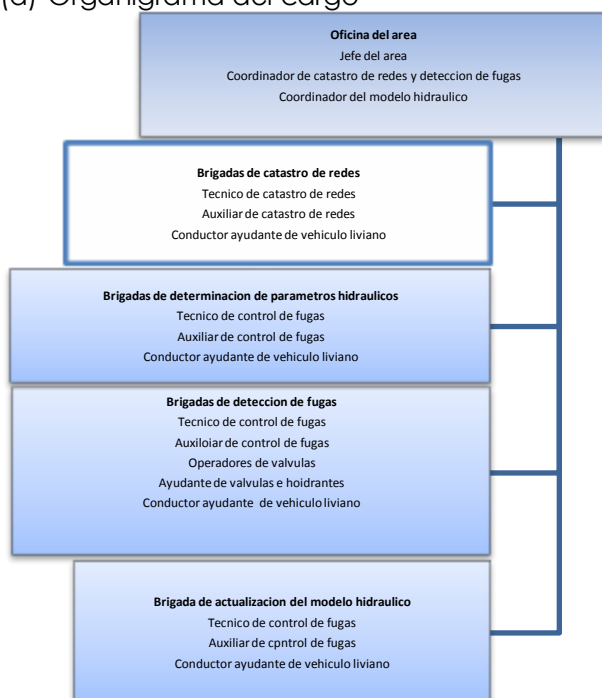 (d) Organigrama del cargo
Oficina del area
Jefe del area
Coordinador de catastro de redes y deteccion de fugas
Coordinador del modelo hidraulico
Brigadas de catastro de redes
Tecnico de catastro de redes
Auxiliar de catastro de redes
Conductor ayudante de vehiculo liviano
Brigadas de determinacion de parametros hidraulicos
Tecnico de control de fugas
Auxiliar de control de fugas
Conductor ayudante de vehiculo liviano
Brigadas de deteccion de fugas
Tecnico de control de fugas
Auxiloiar de control de fugas
Operadores de valvulas
Ayudante de valvulas e hoidrantes
Conductor ayudante de vehiculo liviano
Brigada de actualizacion del modelo hidraulico
Tecnico de control de fugas
Auxiliar de cpntrol de fugas
Conductor ayudante de vehiculo liviano